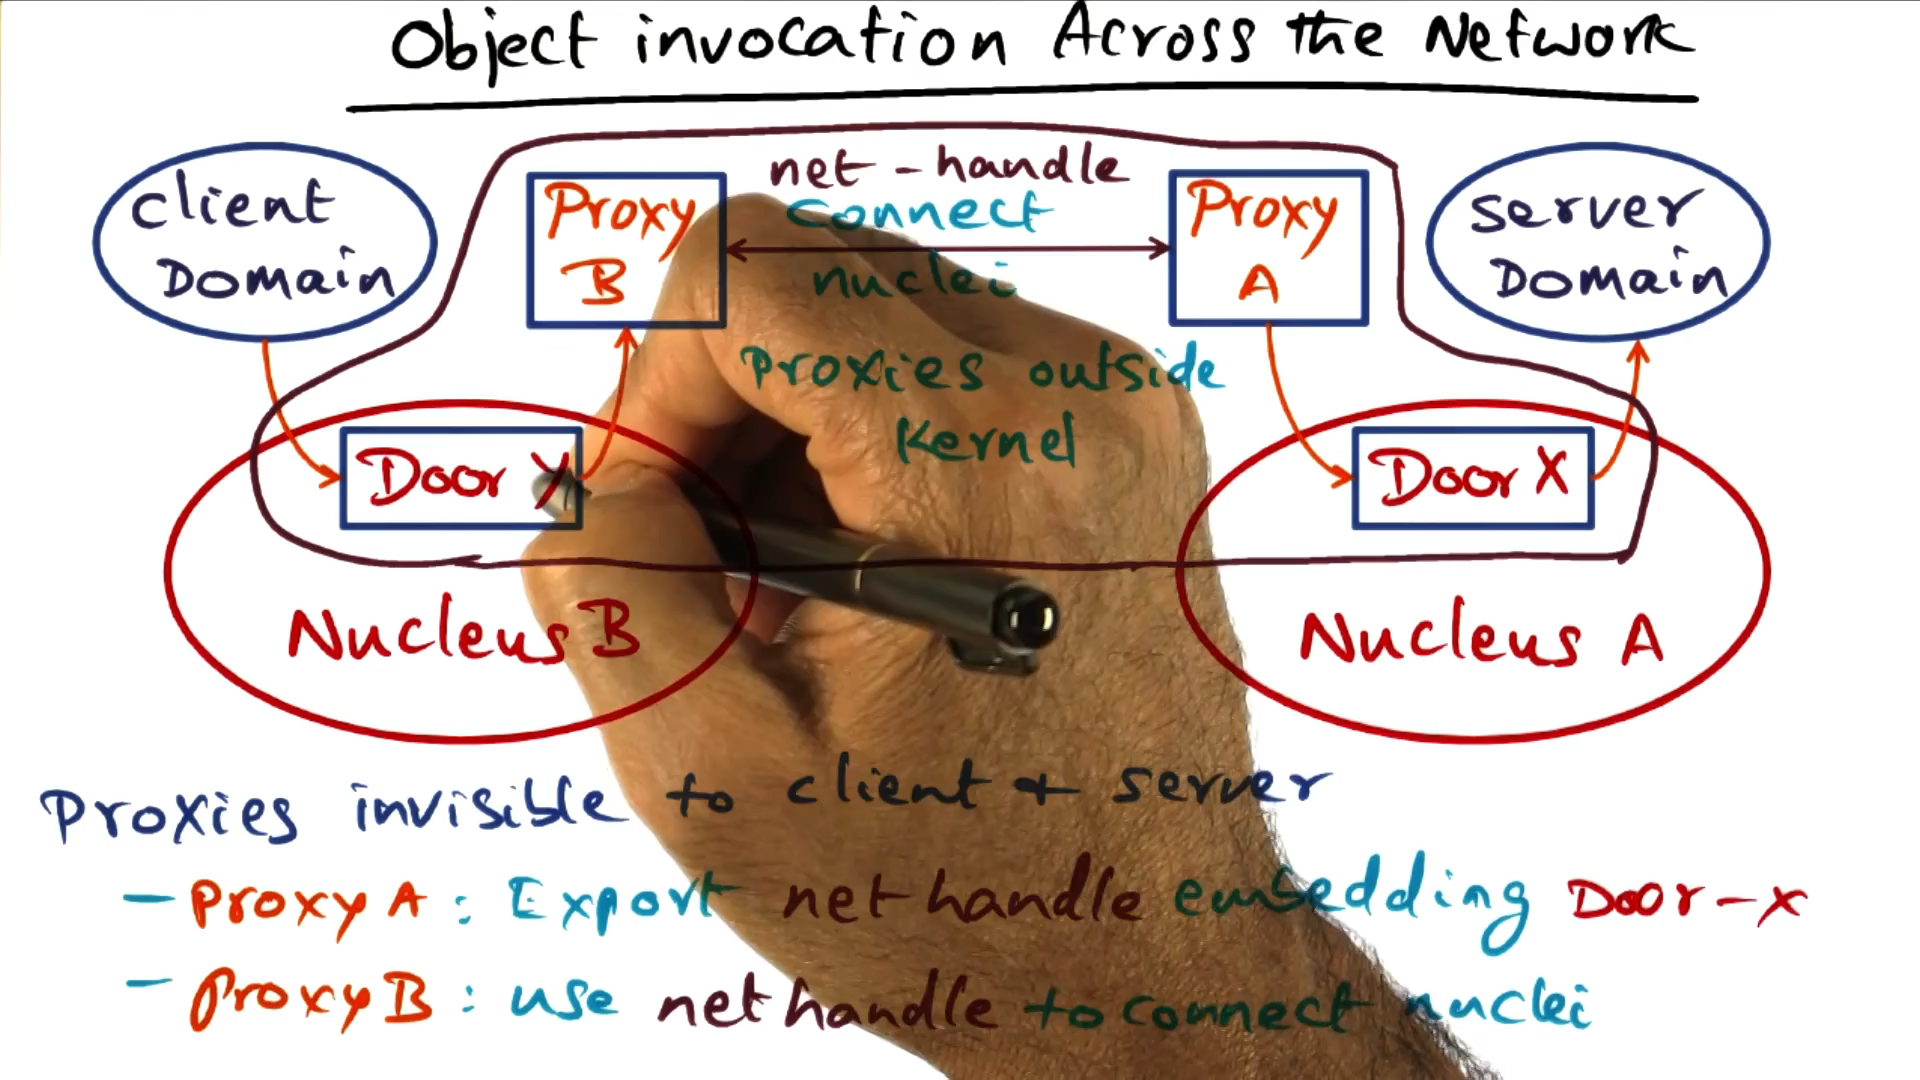 Object invocation Across the Network
client
Domain
Proxy
B
net-handle
connect
nuclei
Proxy
A
server
Domain
Proxies outside
Kernel
Door Y
Door X
Nucleus B
Nucleus A
Proxies invisible to client + server
- Proxy A : Export net handle embedding Door-x
- Proxy B : use net handle to connect nuclei